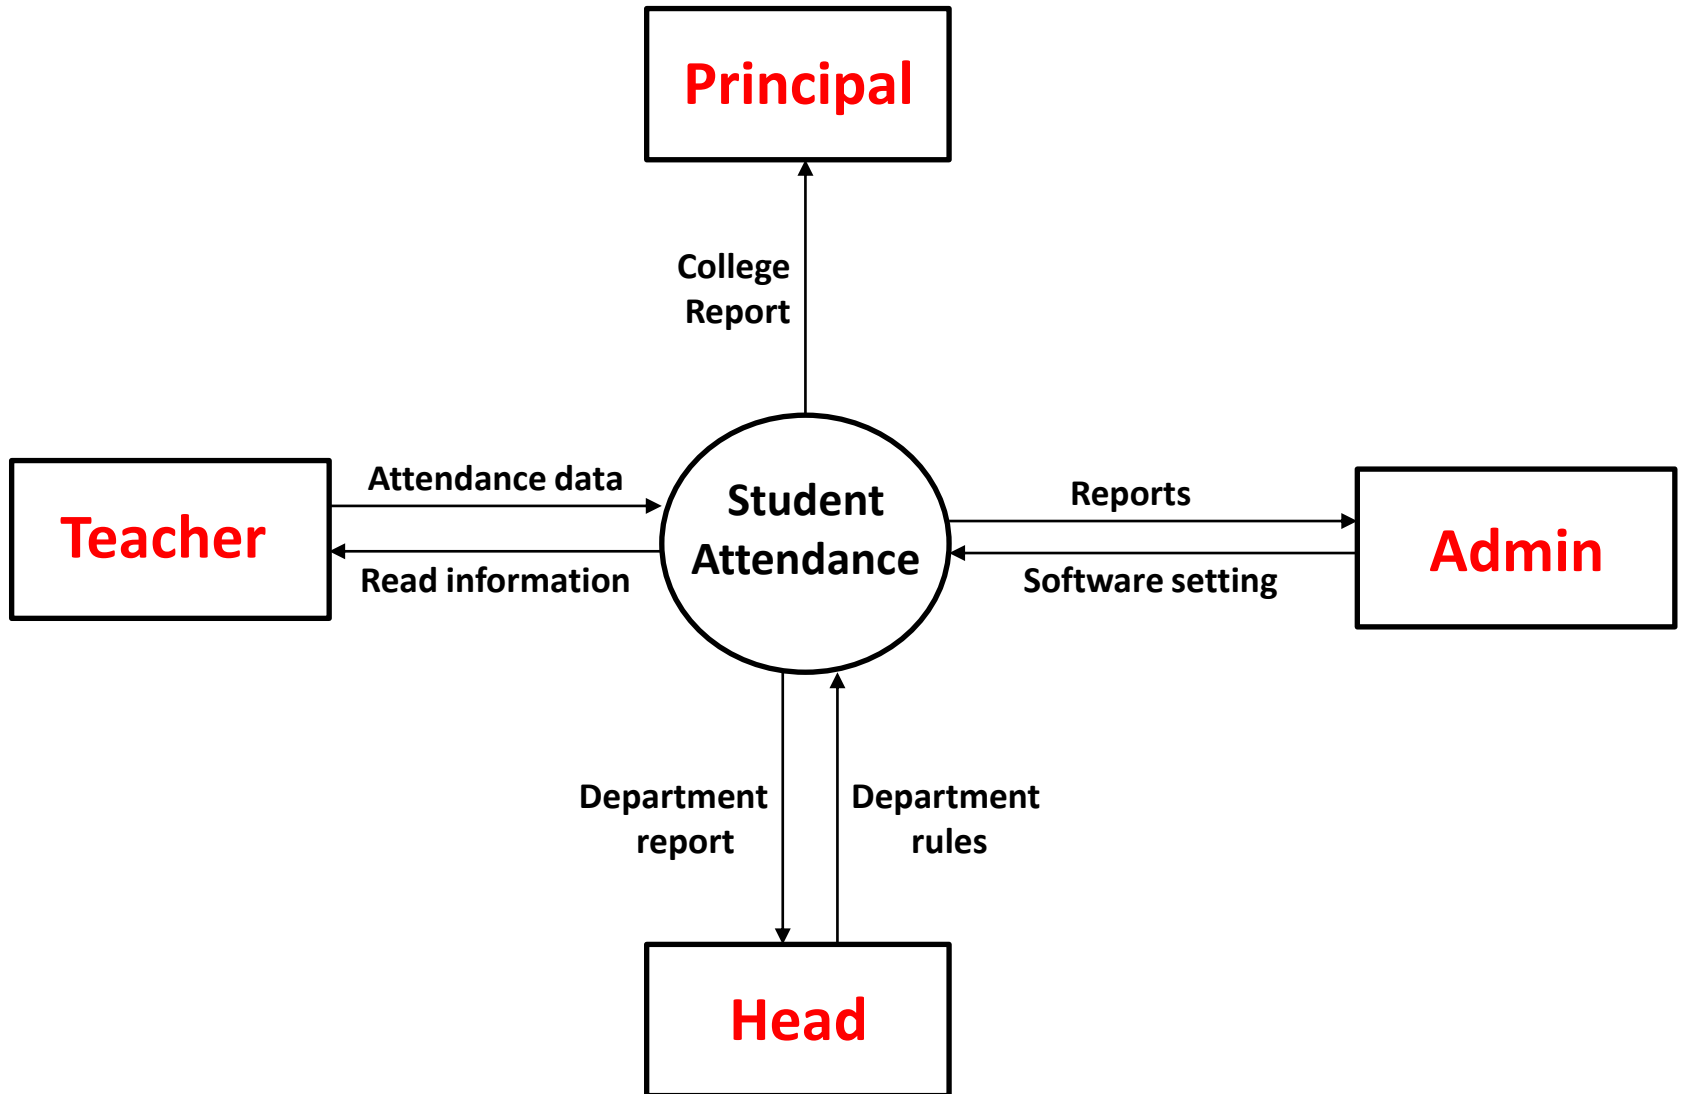 Principal
College
Report
Attendance data
Teacher
Read information
Student
Attendance
Reports
Admin
Software setting
Department
report
Department
rules
Head